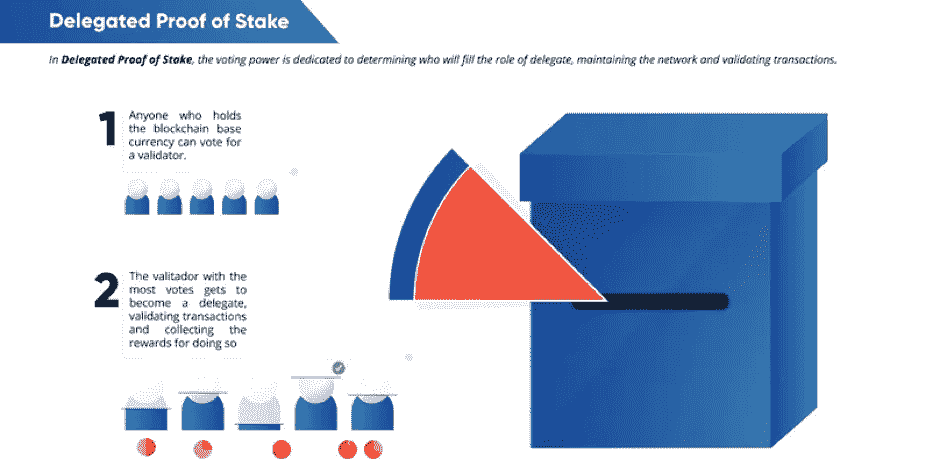 Delegated Proof of Stake
In Delegated Proof of Stake, the voting power is dedicated to determining who will fill the role of delegate, maintaining the network and validating transactions.
1
Anyone who holds
the blockchain base
currency can vote for
a validator.
2
The valitador with the
most votes gets to
become a delegate,
validating transactions
and collecting the
rewards for doing so